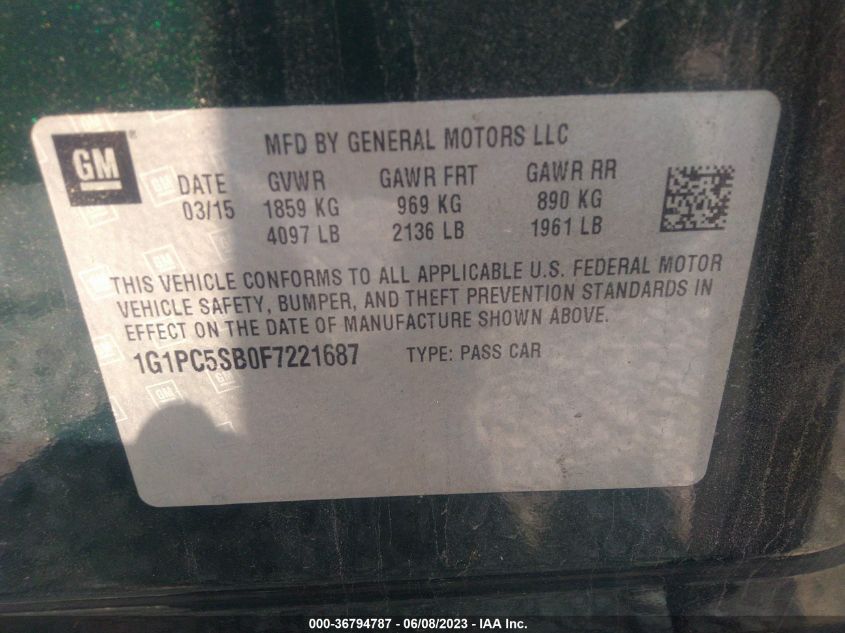 GM ®
MFD BY GENERAL MOTORS LLC
DATE GVWR GAWR FRT GAWR RR
03/15 1859 KG 969 KG 890 KG
4097 LB 2136 LB 1961 LB
THIS VEHICLE CONFORMS TO ALL APPLICABLE U.S. FEDERAL MOTOR
VEHICLE SAFETY, BUMPER, AND THEFT PREVENTION STANDARDS IN
EFFECT ON THE DATE OF MANUFACTURE SHOWN ABOVE.
1G1PC5SB0F7221687 TYPE: PASS CAR
000-36794787 - 06/08/2023 - IAA Inc.